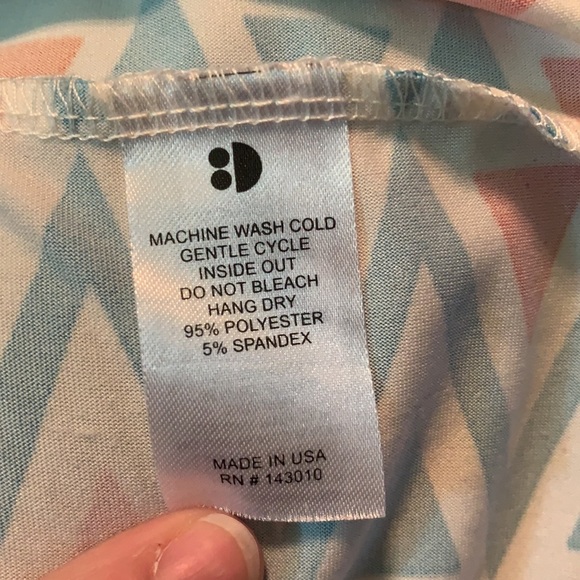 MACHINE WASH COLD
GENTLE CYCLE
INSIDE OUT
DO NOT BLEACH
HANG DRY
95% POLYESTER
5% SPANDEX
MADE IN USA
RN # 143010